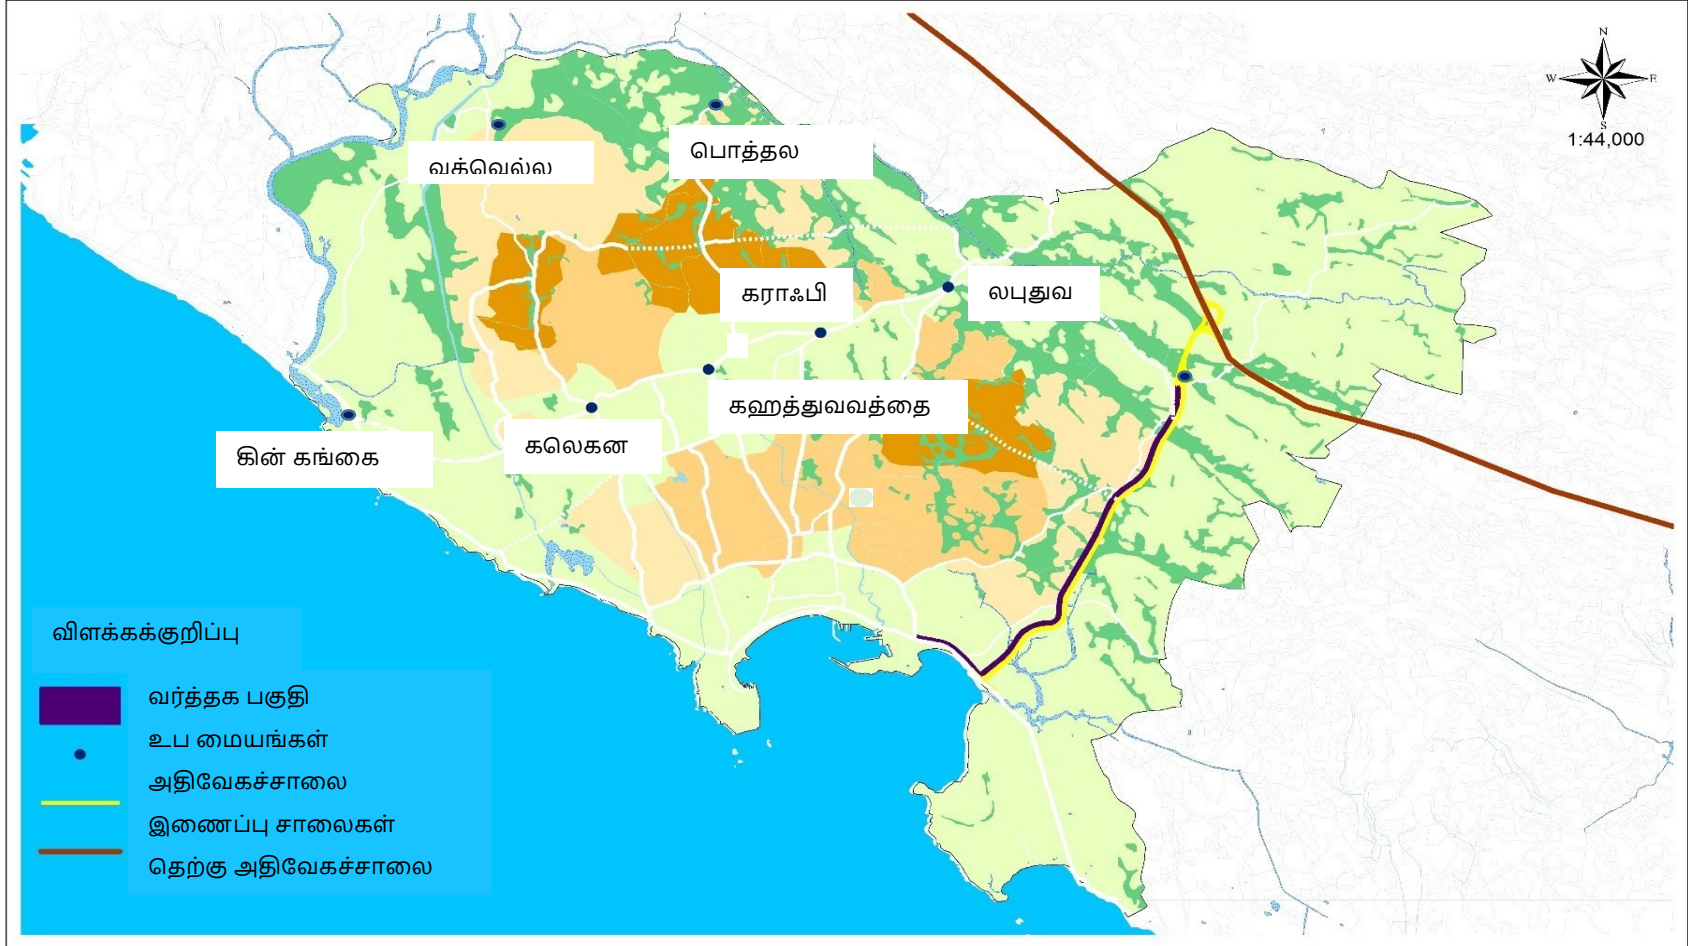 N
W E
S
1:44,000
வக்வெல்ல
பொத்தல
கராஃபி
லபுதுவ
கஹத்துவவத்தை
கலெகன
கின் கங்கை
விளக்கக்குறிப்பு
வர்த்தக பகுதி
உப மையங்கள்
அதிவேகச்சாலை
இணைப்பு சாலைகள்
தெற்கு அதிவேகச்சாலை